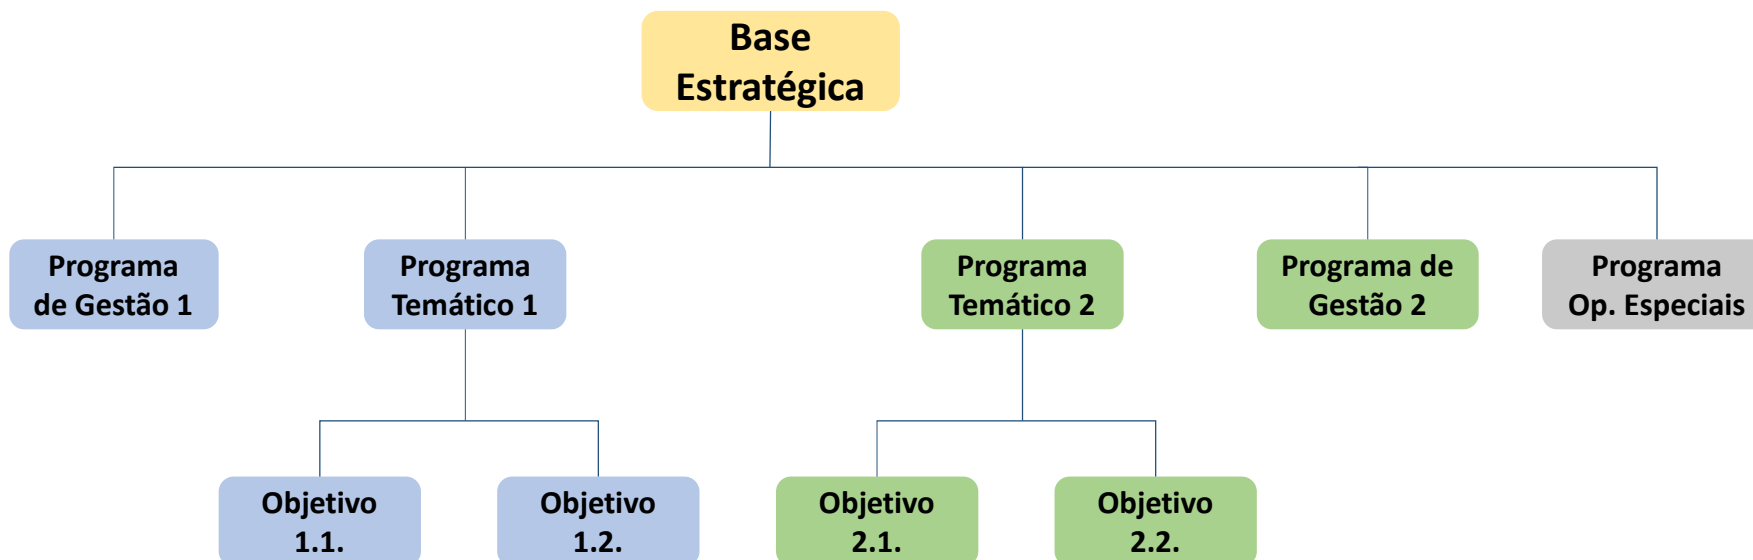 Base
Estratégica
Programa
de Gestão 1
Programa
Temático 1
Programa
Temático 2
Programa de
Gestão 2
Programa
Op. Especiais
Objetivo
1.1.
Objetivo
1.2.
Objetivo
2.1.
Objetivo
2.2.